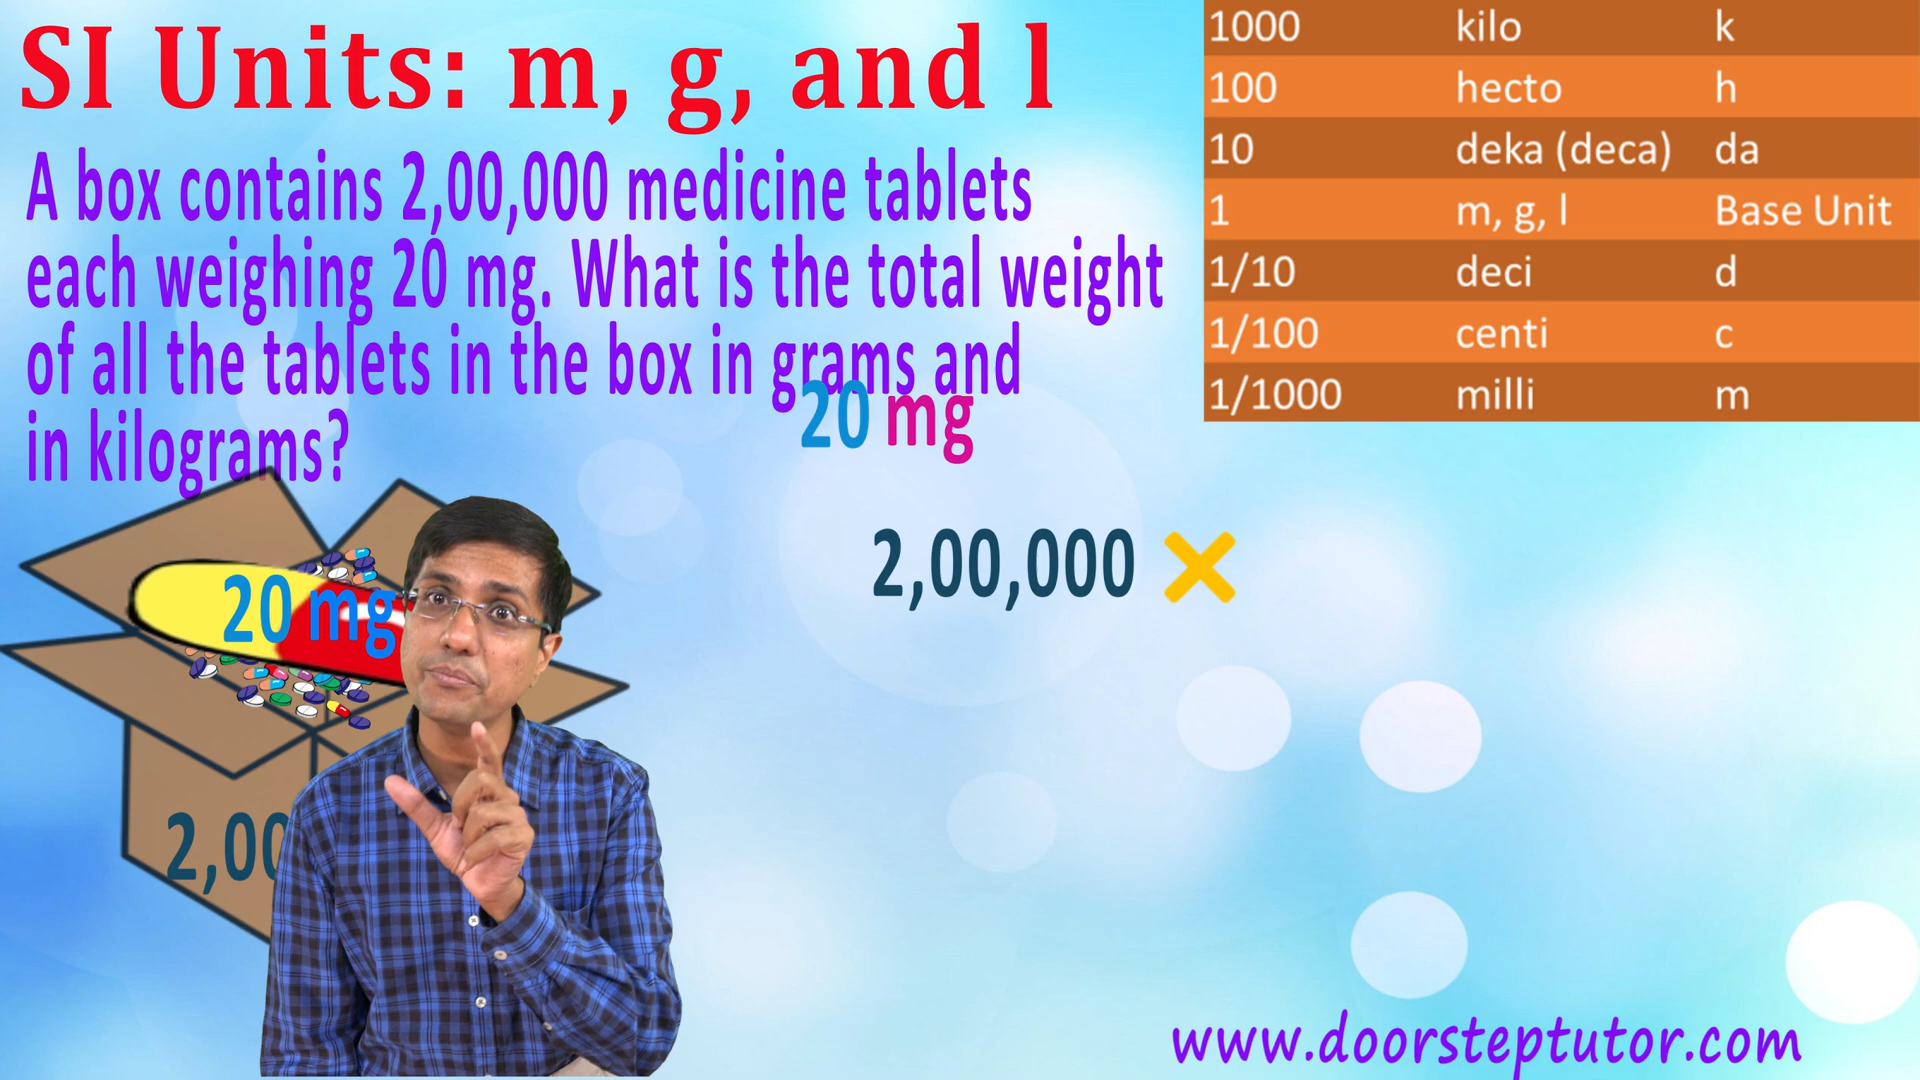 SI Units: m, g, and l
A box contains 2,00,000 medicine tablets
each weighing 20 mg. What is the total weight
of all the tablets in the box in grams and
in kilograms?
1000 kilo k
100 hecto h
10 deka (deca) da
1 m, g, l Base Unit
1/10 deci d
1/100 centi c
1/1000 milli m
20 mg
2,00,000 ×
20 mg
2,00
www.doorsteptutor.com